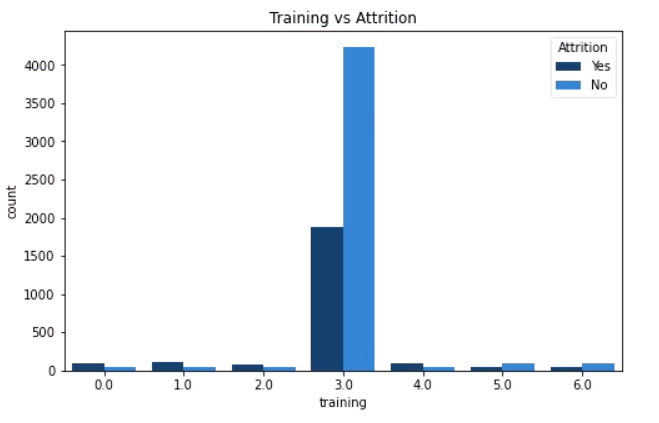 Training vs Attrition
Attrition
Yes
No
4000
3500
3000
2500
2000
1500
1000
500
0
count
0.0 1.0 2.0 3.0 4.0 5.0 6.0
training